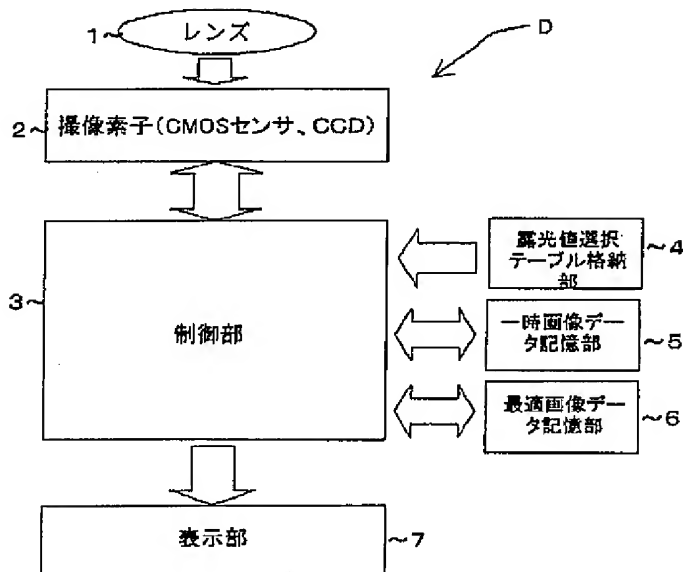 1 レンズ
D
2 撮像素子(CMOSセンサ、CCD)
3 制御部
露光値選択
テーブル格納
部
4
一時画像デー
タ記憶部
5
最適画像デー
タ記憶部
6
表示部
7